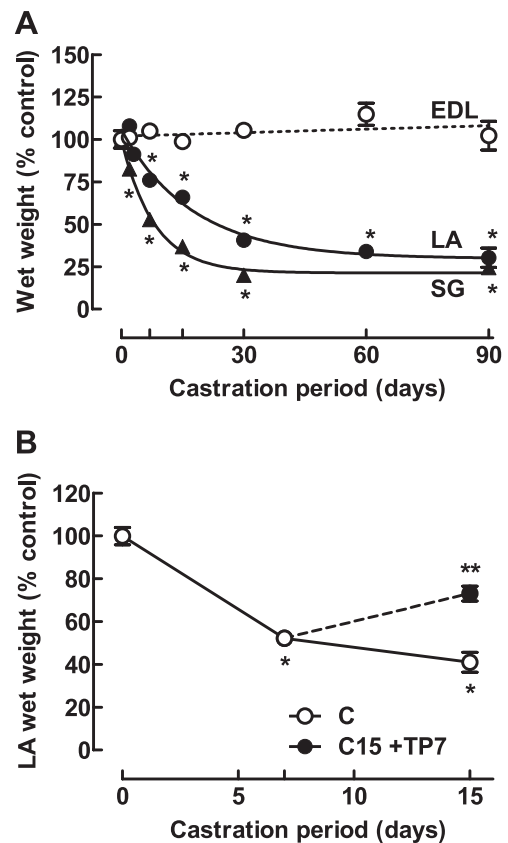 A
Wet weight (% control)
150
125
100
75
50
25
0
EDL
LA
SG
* * * * *
* * * * *
0 30 60 90
Castration period (days)
B
LA wet weight (% control)
120
100
80
60
40
20
0
**
*
*
C
C15 +TP7
0 5 10 15
Castration period (days)